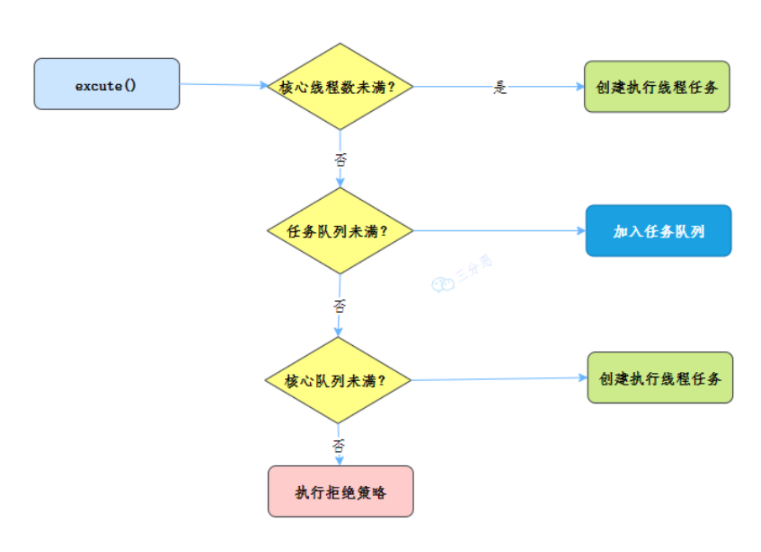 excute()
核心线程数未满?
是
创建执行线程任务
否
任务队列未满?
加入任务队列
三分恶
否
核心队列未满?
创建执行线程任务
否
执行拒绝策略